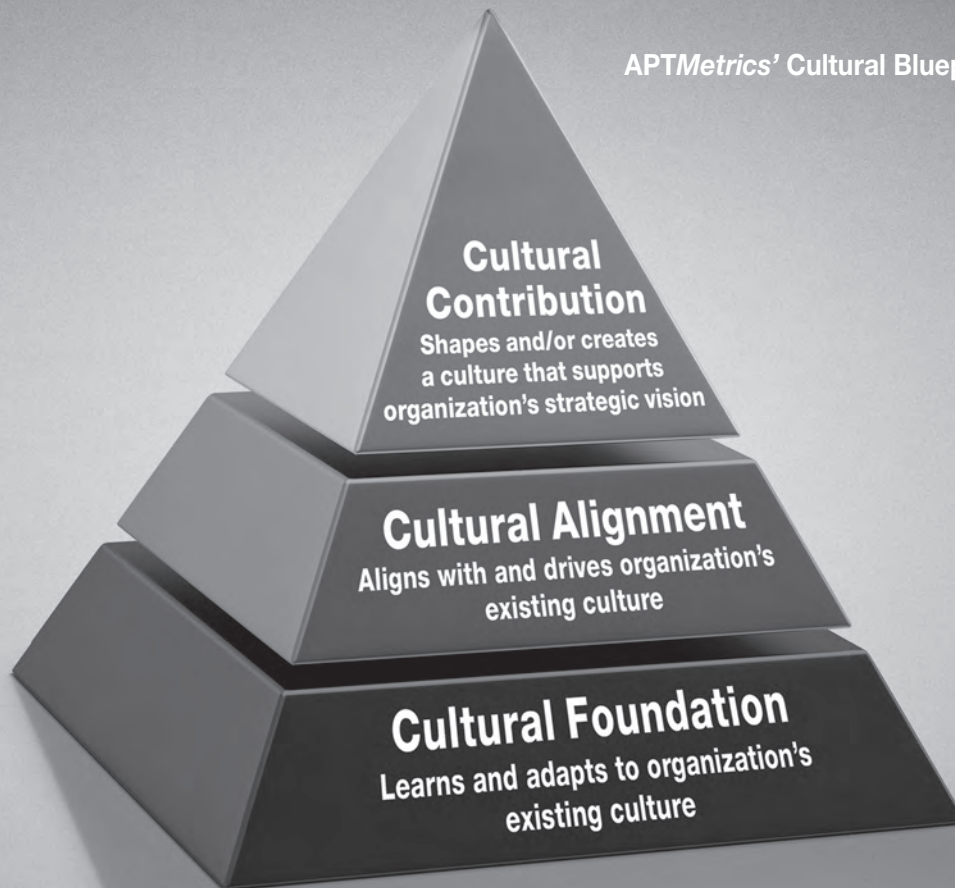 APTMetrics' Cultural
Cultural
Contribution
Shapes and/or creates
a culture that supports
organization's strategic vision
Cultural Alignment
Aligns with and drives organization's
existing culture
Cultural Foundation
Learns and adapts to organization's
existing culture